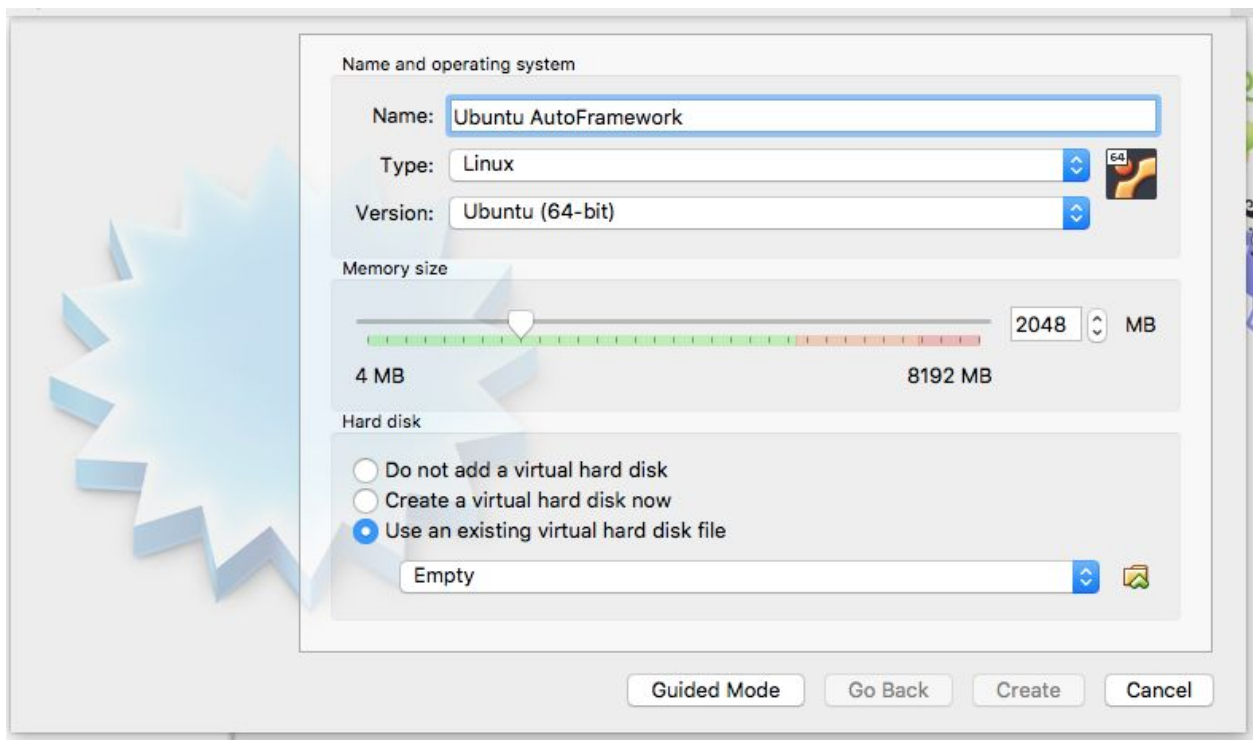 Name and operating system
Name: Ubuntu AutoFramework
Type: Linux
64
Version: Ubuntu (64-bit)
Memory size
2048 MB
4 MB 8192 MB
Hard disk
Do not add a virtual hard disk
Create a virtual hard disk now
Use an existing virtual hard disk file
Empty
Guided Mode Go Back Create Cancel